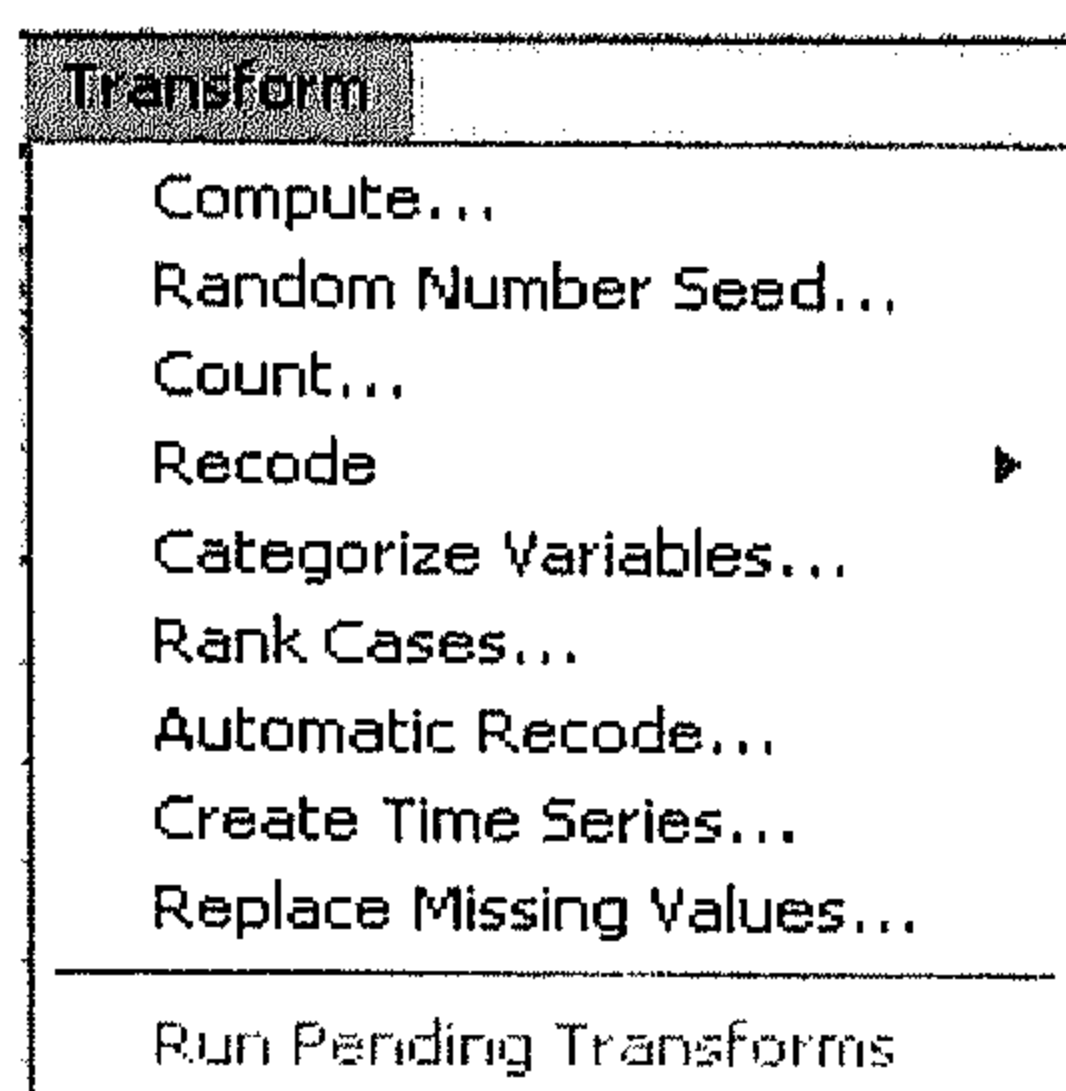 Transform
Compute...
Random Number Seed...
Count...
Recode
Categorize Variables...
Rank Cases...
Automatic Recode...
Create Time Series...
Replace Missing Values...
Run Pending Transforms